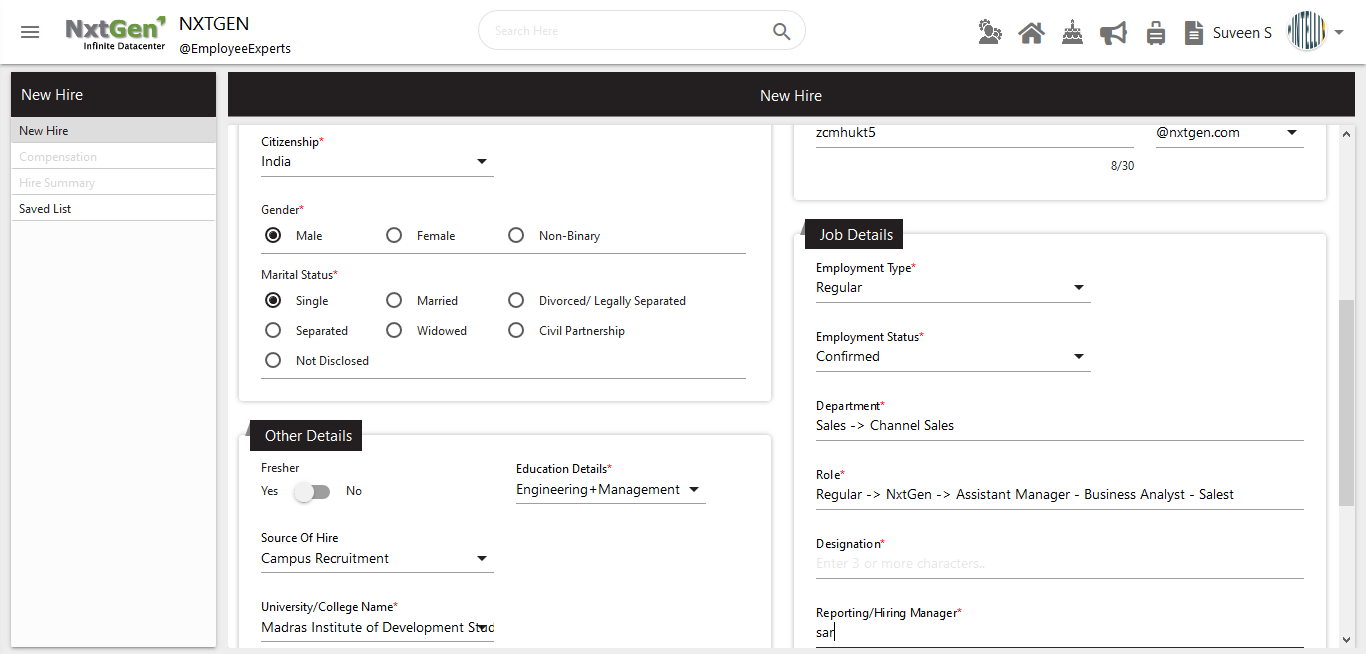 NxtGen
Infinite Datacenter
NXTGEN
@EmployeeExperts
Search Here
Suveen S
INTELI
New Hire
New Hire
Compensation
Hire Summary
Saved List
New Hire
Citizenship*
India
Gender*
Male Female Non-Binary
Marital Status*
Single Married Divorced/ Legally Separated
Separated Widowed Civil Partnership
Not Disclosed
Other Details
Fresher
Yes No
Education Details*
Engineering+Management
Source Of Hire
Campus Recruitment
University/College Name*
Madras Institute of Development Stud
zcmhukt5 @nxtgen.com
8/30
Job Details
Employment Type*
Regular
Employment Status*
Confirmed
Department*
Sales -> Channel Sales
Role*
Regular -> NxtGen -> Assistant Manager - Business Analyst - Salest
Designation*
Enter 3 or more characters..
Reporting/Hiring Manager*
sar